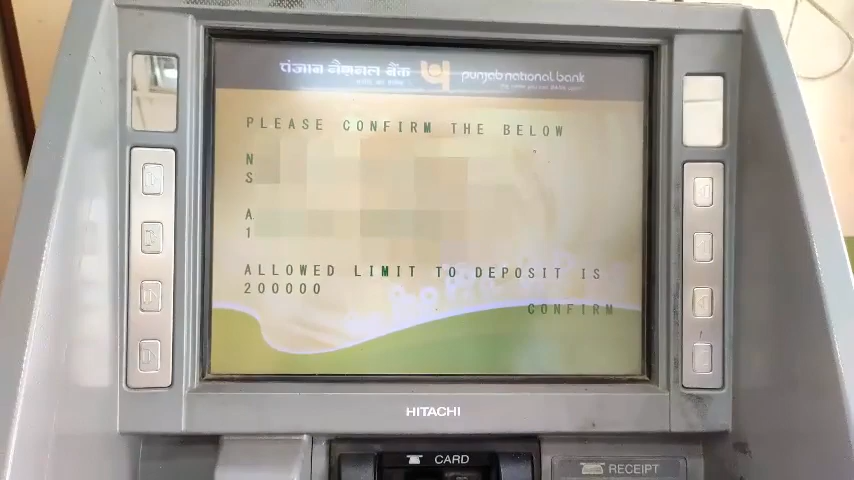 पंजाब नैशनल बैंक punjab national bank
PLEASE CONFIRM THE BELOW
N
S
A
1
ALLOWED LIMIT TO DEPOSIT IS
200000
CONFIRM
HITACHI
CARD
RECEIPT